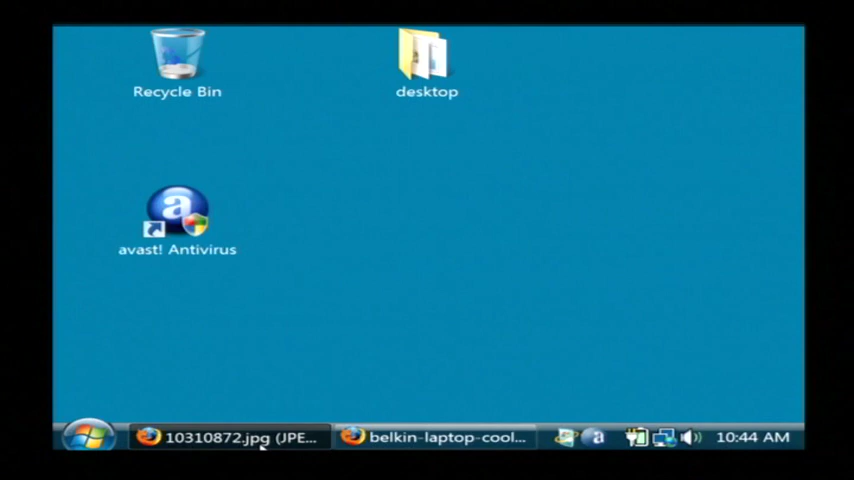 Recycle Bin
desktop
a
avast! Antivirus
10310872.jpg (JPE...
belkin-laptop-cool...
a
10:44 AM